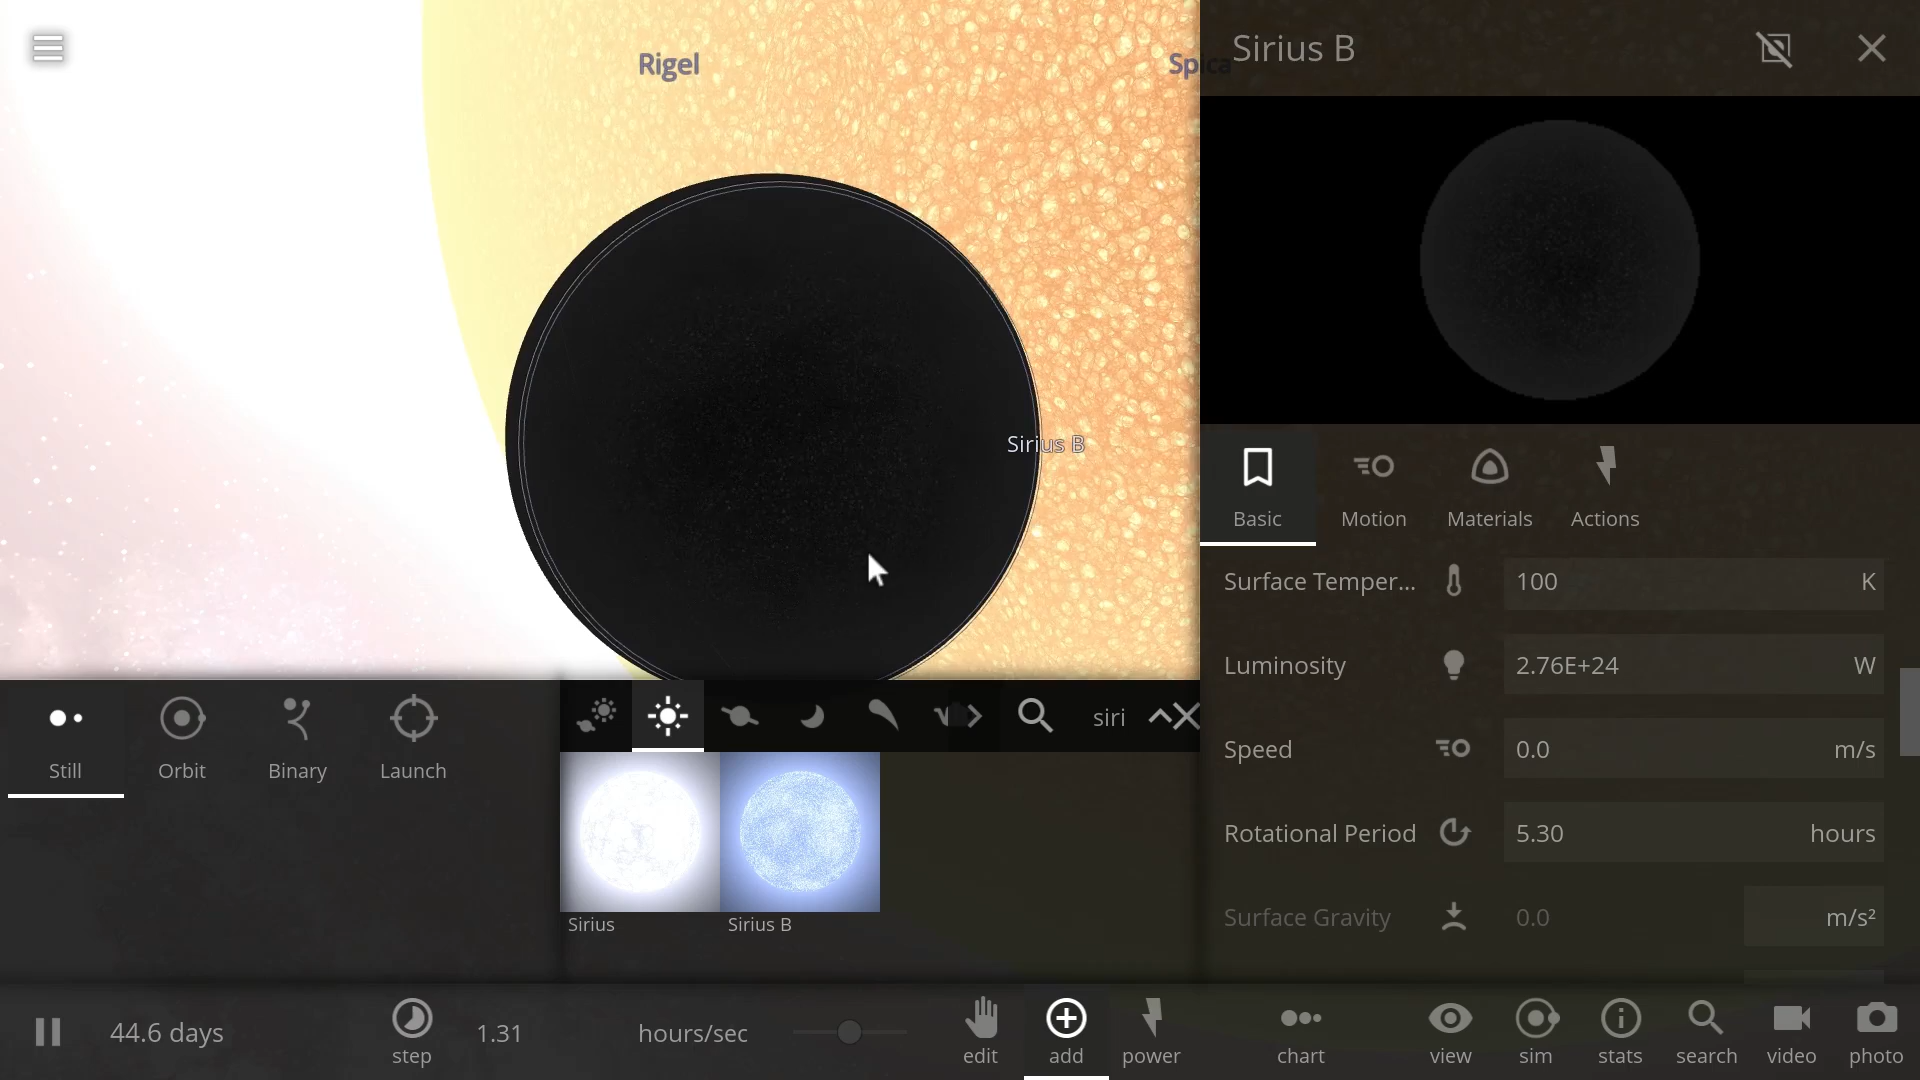 Rigel
Spica
Sirius B
Sirius B
Basic
Motion
Materials
Actions
Surface Temper...
100
K
Luminosity
2.76E+24
W
Speed
0.0
m/s
Rotational Period
5.30
hours
Surface Gravity
0.0
m/s²
Still
Orbit
Binary
Launch
siri
Sirius
Sirius B
44.6 days
step
1.31
hours/sec
edit
add
power
chart
view
sim
stats
search
video
photo